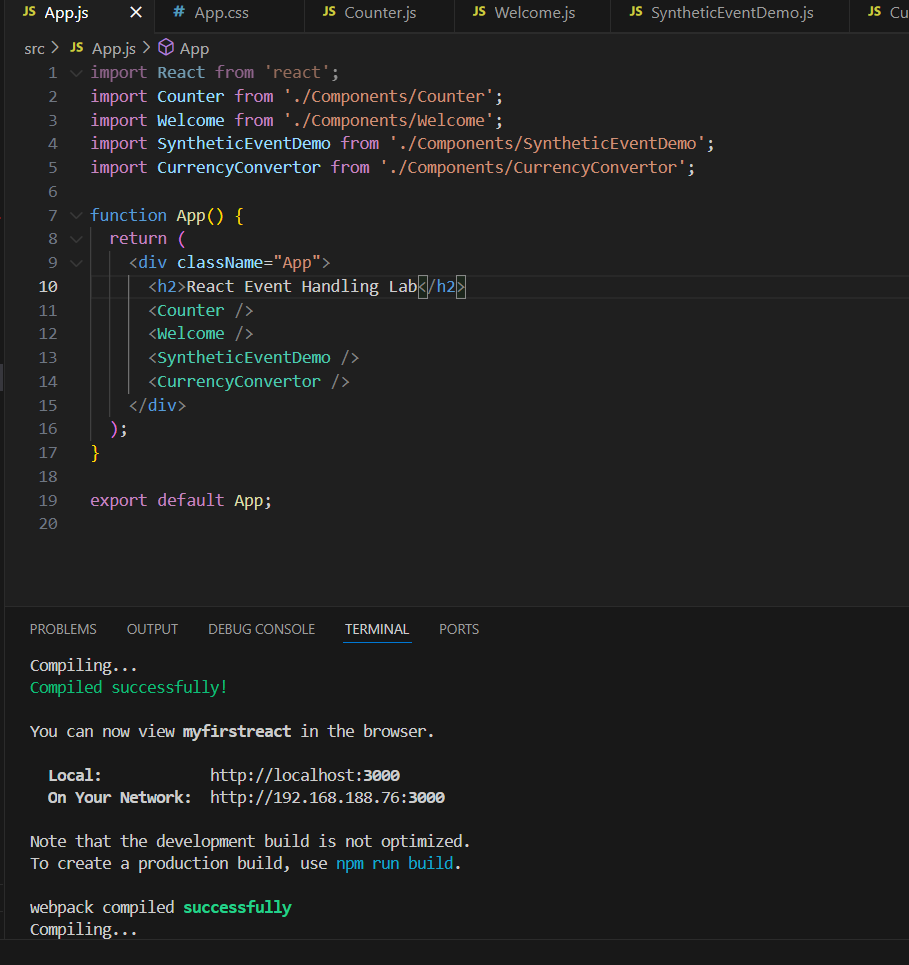 JS App.js
# App.css
JS Counter.js
JS Welcome.js
JS SyntheticEventDemo.js
JS Cu
src > JS App.js > App
1 import React from 'react';
2 import Counter from './Components/Counter';
3 import Welcome from './Components/Welcome';
4 import SyntheticEventDemo from './Components/SyntheticEventDemo';
5 import CurrencyConvertor from './Components/CurrencyConvertor';
6
7 function App() {
8   return (
9     <div className="App">
10       <h2>React Event Handling Lab</h2>
11       <Counter />
12       <Welcome />
13       <SyntheticEventDemo />
14       <CurrencyConvertor />
15     </div>
16   );
17 }
18
19 export default App;
20
PROBLEMS OUTPUT DEBUG CONSOLE TERMINAL PORTS
Compiling...
Compiled successfully!
You can now view myfirstreact in the browser.
Local: http://localhost:3000
On Your Network: http://192.168.188.76:3000
Note that the development build is not optimized.
To create a production build, use npm run build.
webpack compiled successfully
Compiling...